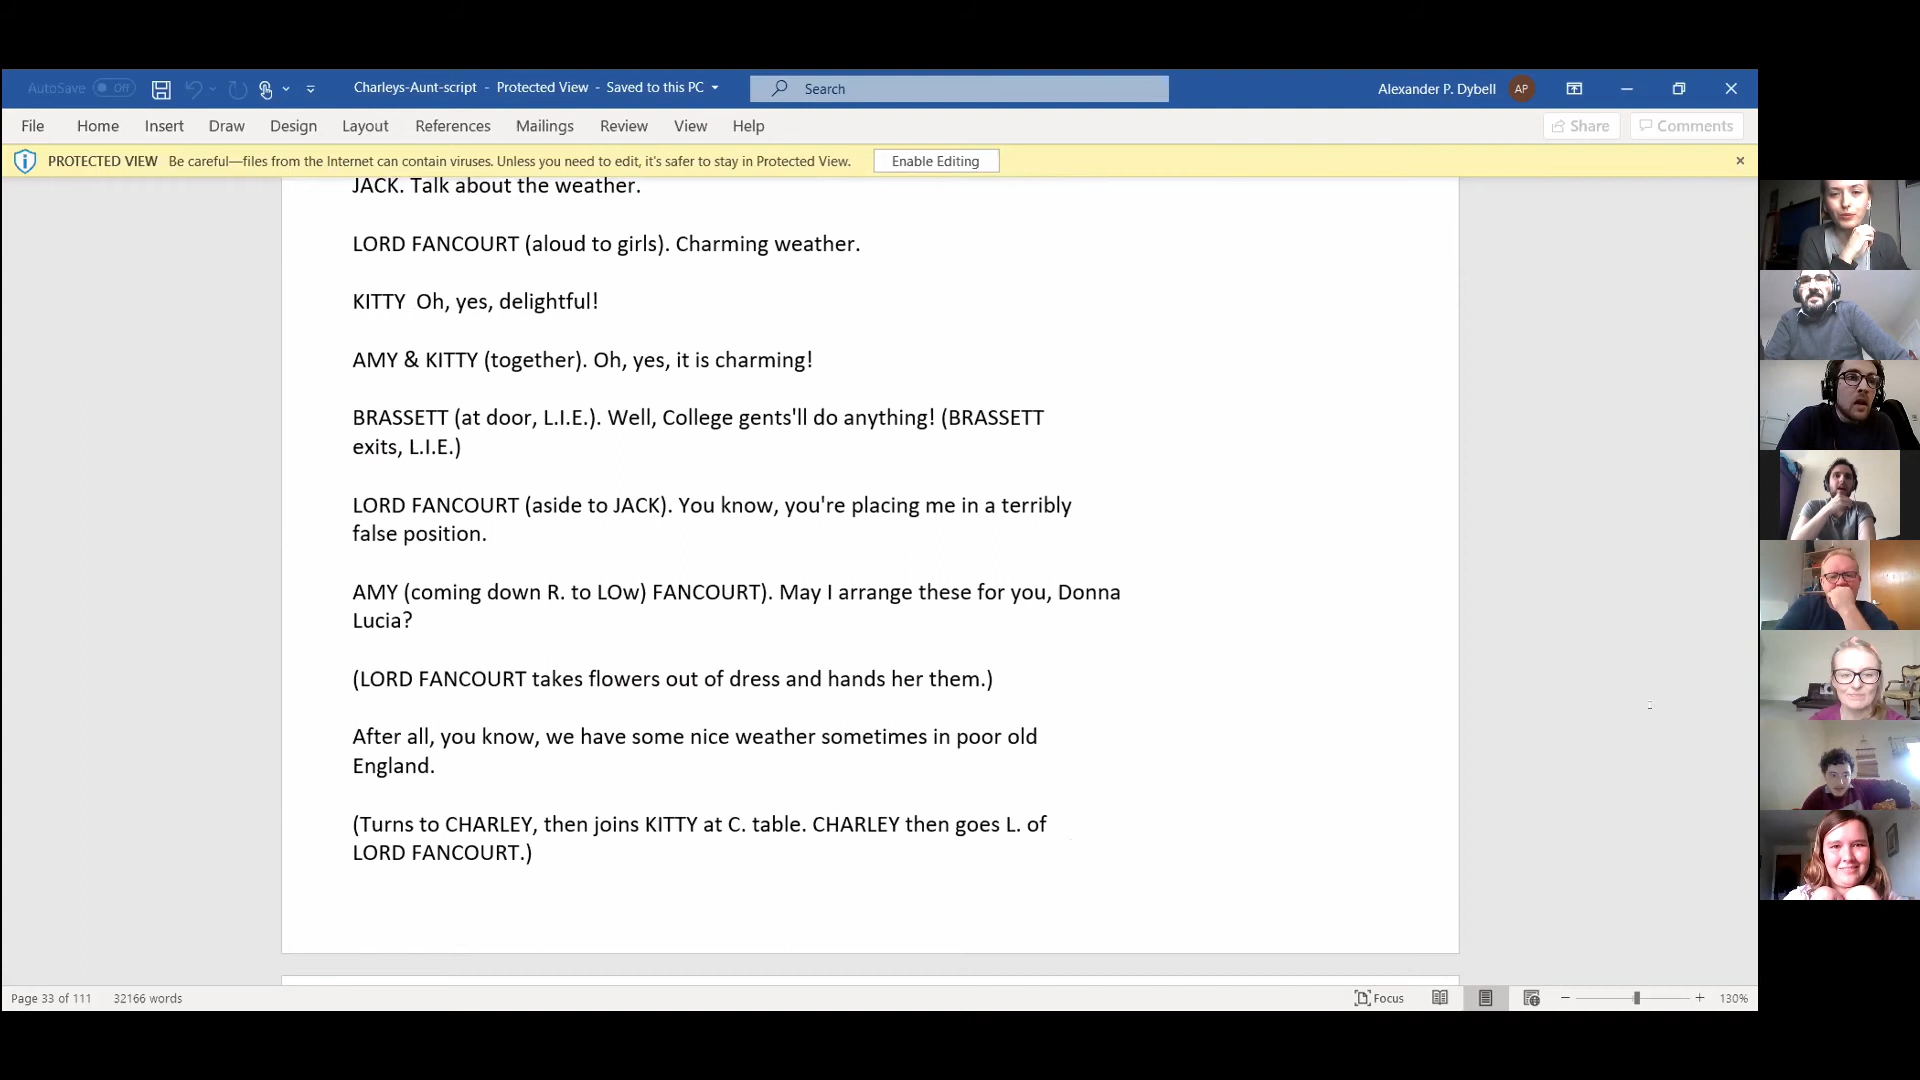 AutoSave Off
Charleys-Aunt-script - Protected View - Saved to this PC
Search
Alexander P. Dybell AP
File Home Insert Draw Design Layout References Mailings Review View Help Share Comments
PROTECTED VIEW Be careful—files from the Internet can contain viruses. Unless you need to edit, it's safer to stay in Protected View. Enable Editing
JACK. Talk about the weather.
LORD FANCOURT (aloud to girls). Charming weather.
KITTY Oh, yes, delightful!
AMY & KITTY (together). Oh, yes, it is charming!
BRASSETT (at door, L.I.E.). Well, College gents'll do anything! (BRASSETT
exits, L.I.E.)
LORD FANCOURT (aside to JACK). You know, you're placing me in a terribly
false position.
AMY (coming down R. to LOw) FANCOURT). May I arrange these for you, Donna
Lucia?
(LORD FANCOURT takes flowers out of dress and hands her them.)
After all, you know, we have some nice weather sometimes in poor old
England.
(Turns to CHARLEY, then joins KITTY at C. table. CHARLEY then goes L. of
LORD FANCOURT.)
Page 33 of 111 32166 words Focus 130%